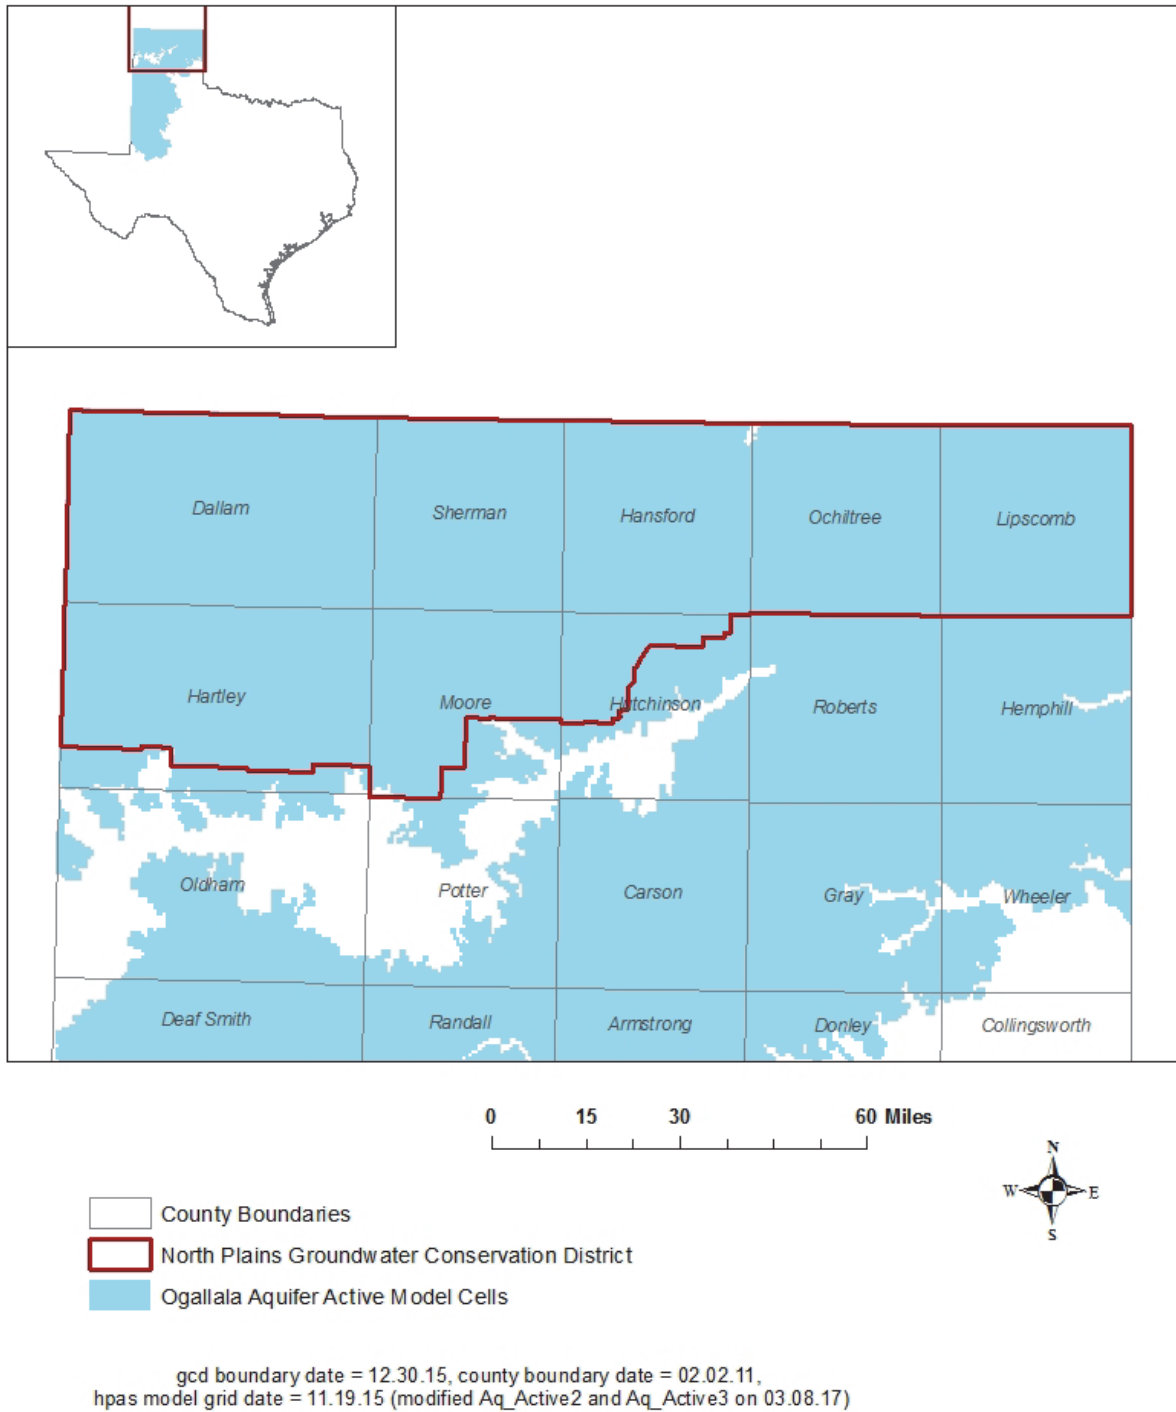 Dallam
Sherman
Hansford
Ochiltree
Lipscomb
Hartley
Moore
Hutchinson
Roberts
Hemphill
Oldham
Potter
Carson
Gray
Wheeler
Deaf Smith
Randall
Armstrong
Donley
Collingsworth
0 15 30 60 Miles
N
W E
S
County Boundaries
North Plains Groundwater Conservation District
Ogallala Aquifer Active Model Cells
gcd boundary date = 12.30.15, county boundary date = 02.02.11,
hpas model grid date = 11.19.15 (modified Aq_Active2 and Aq_Active3 on 03.08.17)